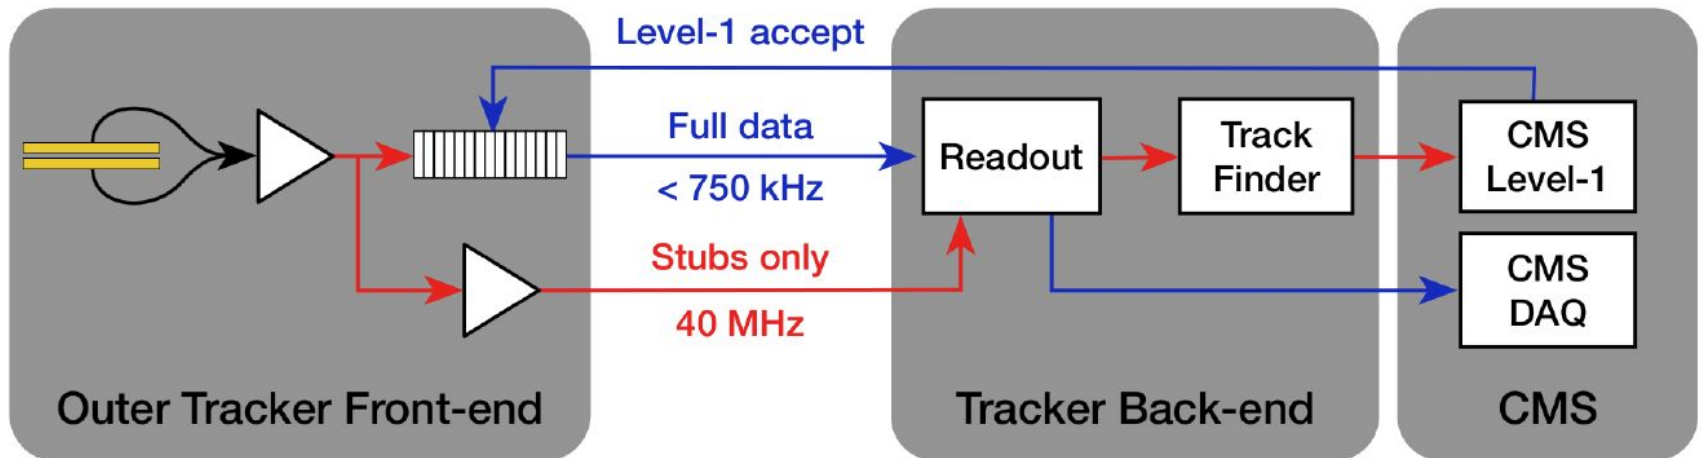 Level-1 accept
Full data
< 750 kHz
Stubs only
40 MHz
Readout
Track
Finder
CMS
Level-1
CMS
DAQ
Outer Tracker Front-end
Tracker Back-end
CMS